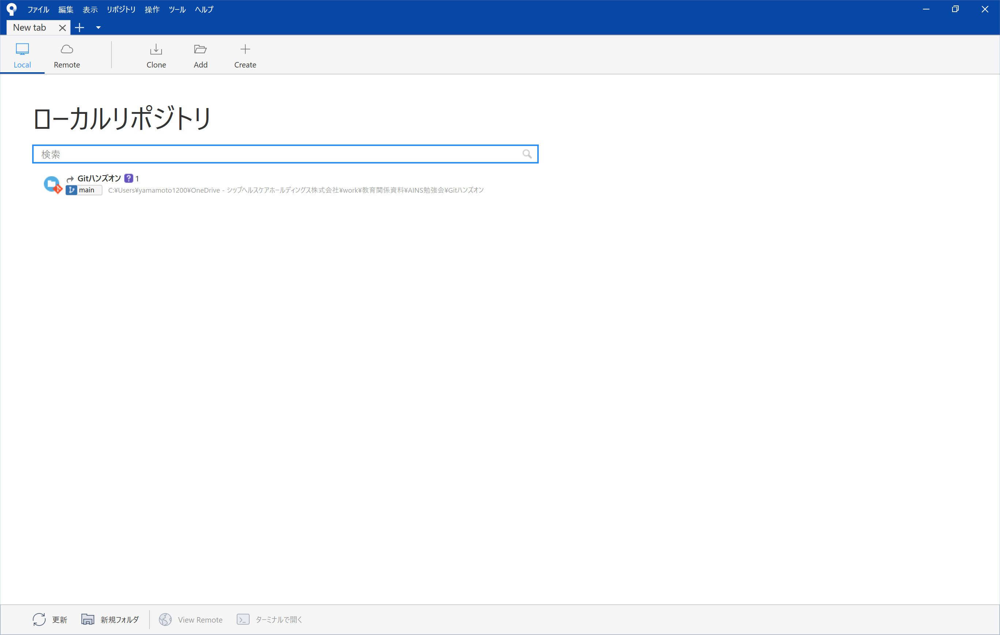 ファイル 編集 表示 リポジトリ 操作 ツール ヘルプ
New tab
Local Remote Clone Add Create
ローカルリポジトリ
検索
Gitハンズオン ? 1
main C:¥Users¥yamamoto1200¥OneDrive - シップヘルスケアホールディングス株式会社¥work¥教育関係資料¥AINS勉強会¥Gitハンズオン
更新 新規フォルダ View Remote ターミナルで開く